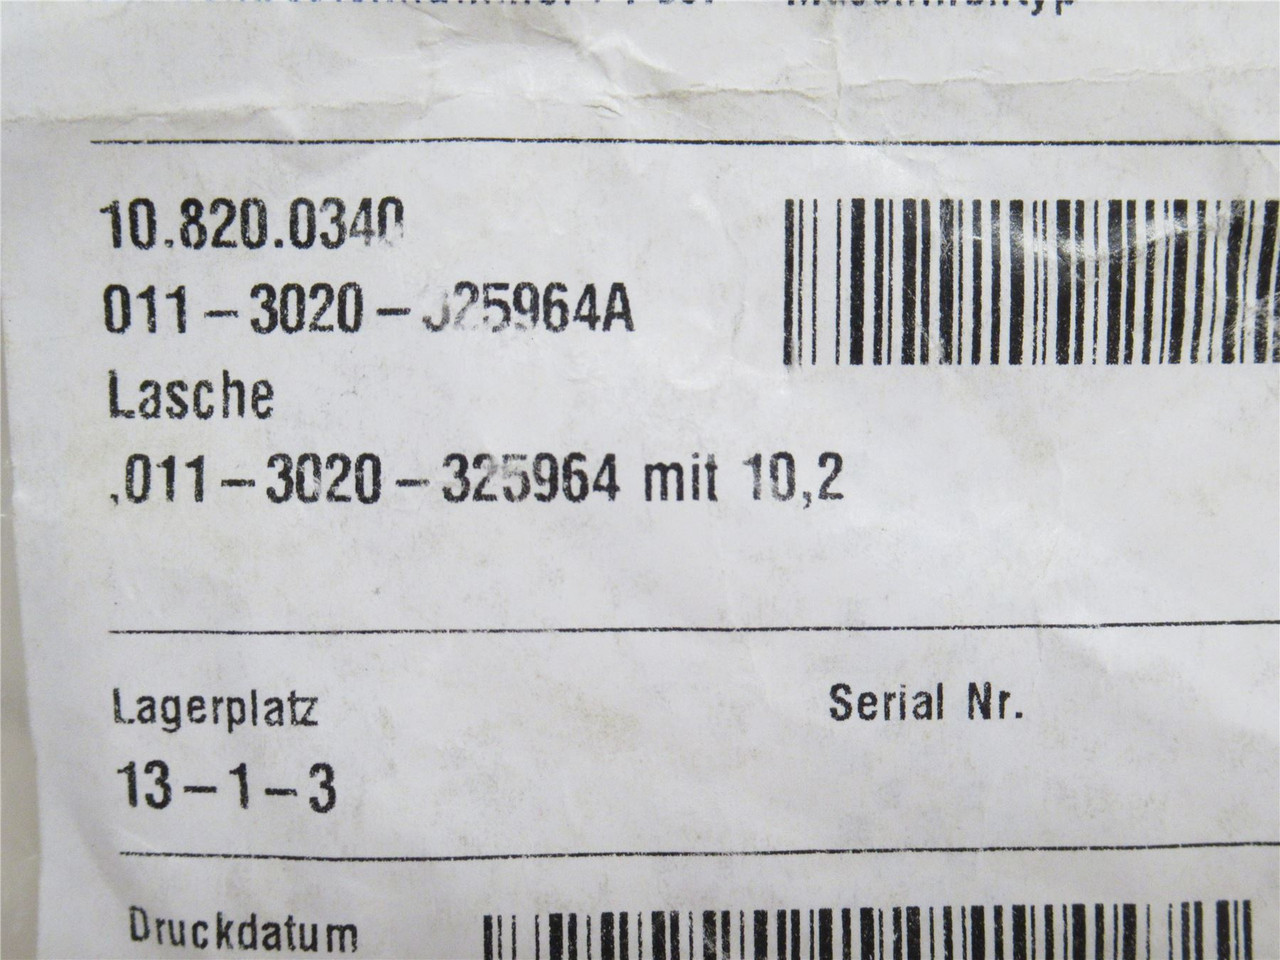 Maschinentyp
10.820.0340
011-3020-325964A
Lasche
,011-3020-325964 mit 10,2
Lagerplatz
Serial Nr.
13-1-3
Druckdatum